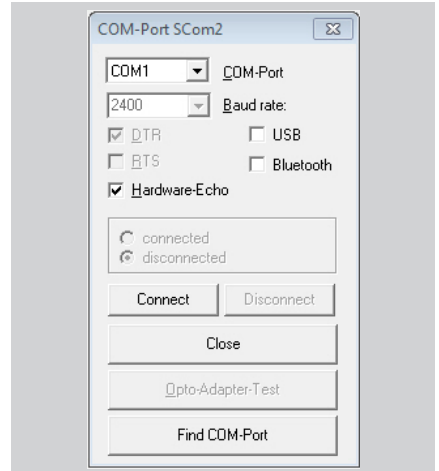 COM-Port SCom2
COM1 COM-Port
2400 Baud rate:
DTR USB
RTS Bluetooth
Hardware-Echo
connected
disconnected
Connect Disconnect
Close
Opto-Adapter-Test
Find COM-Port